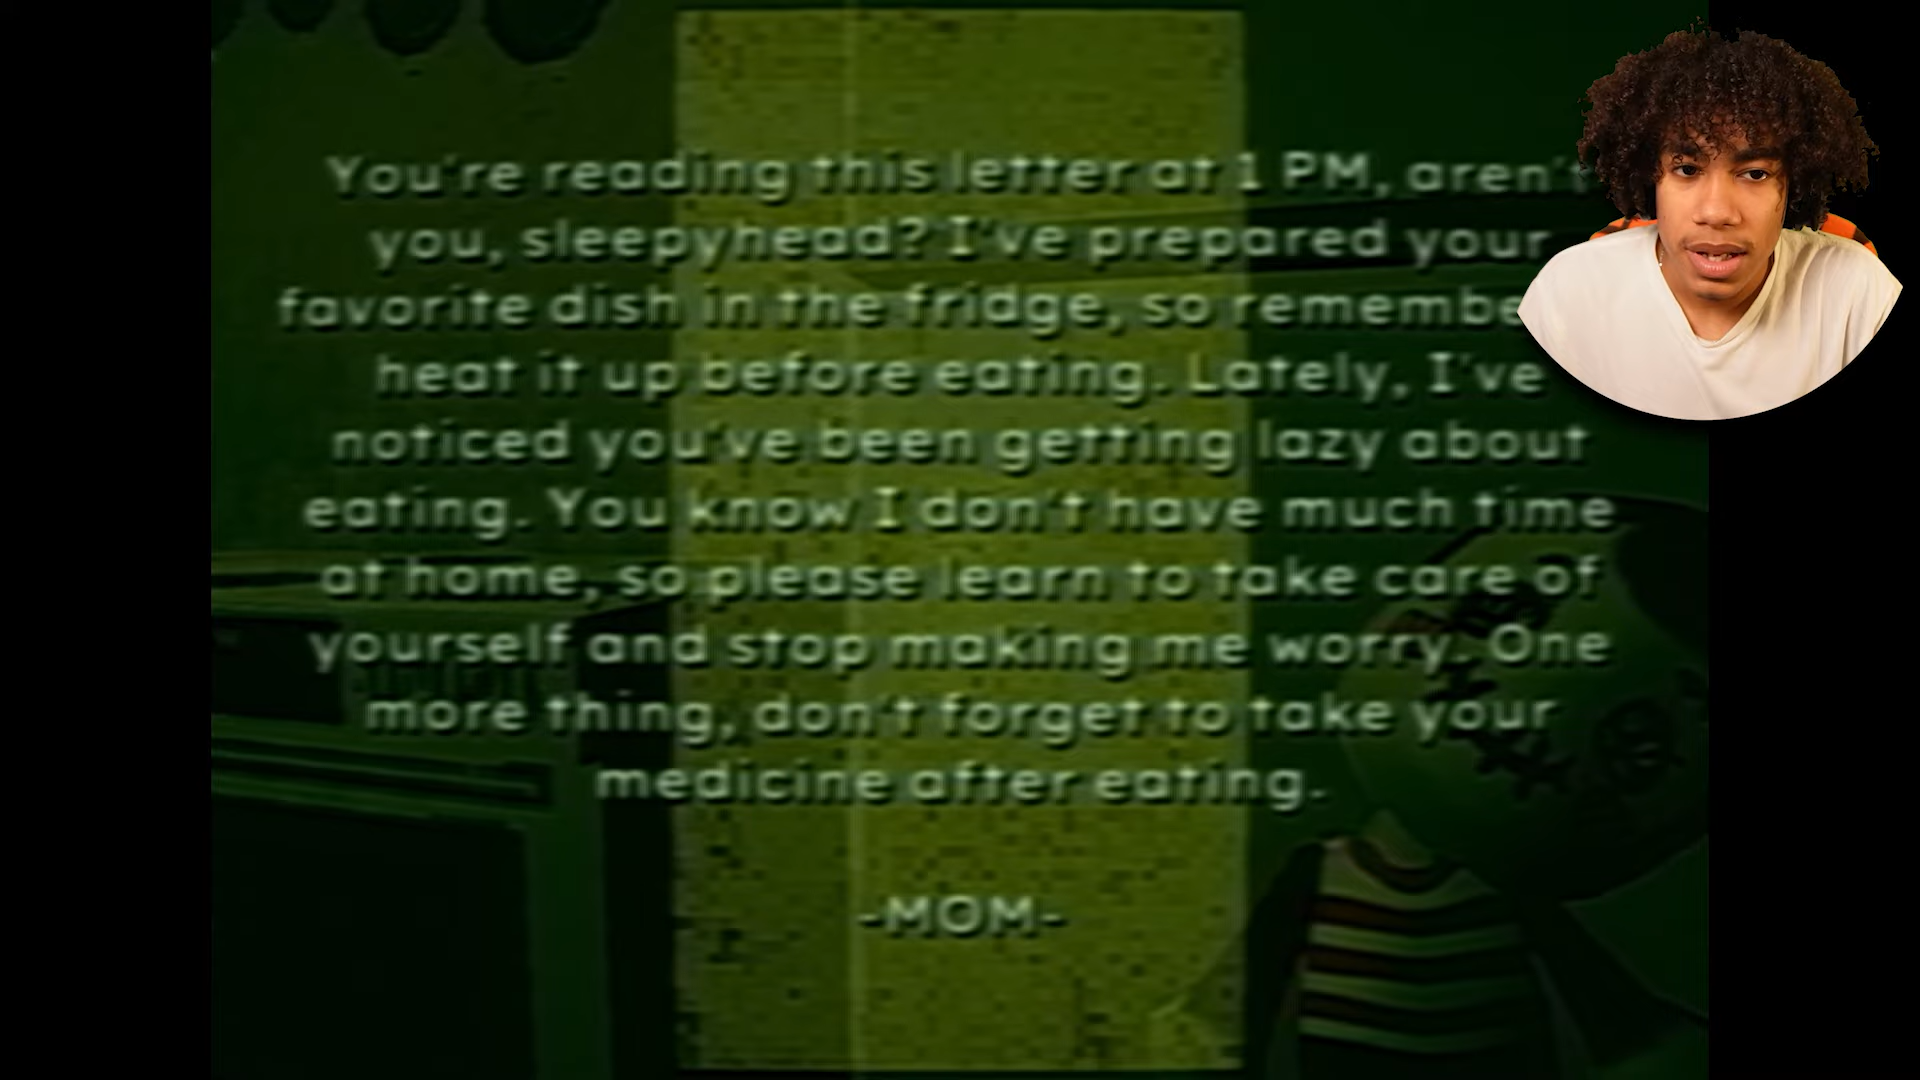 You're reading this letter at 1 PM, aren't
you, sleepyhead? I've prepared your
favorite dish in the fridge, so
heat it up before eating. Lately, I've
noticed you've been getting lazy about
eating. You know I don't have much time
at home, so please learn to take care of
yourself and stop making me worry. One
more thing, don't forget to take your
medicine after eating.
-MOM-